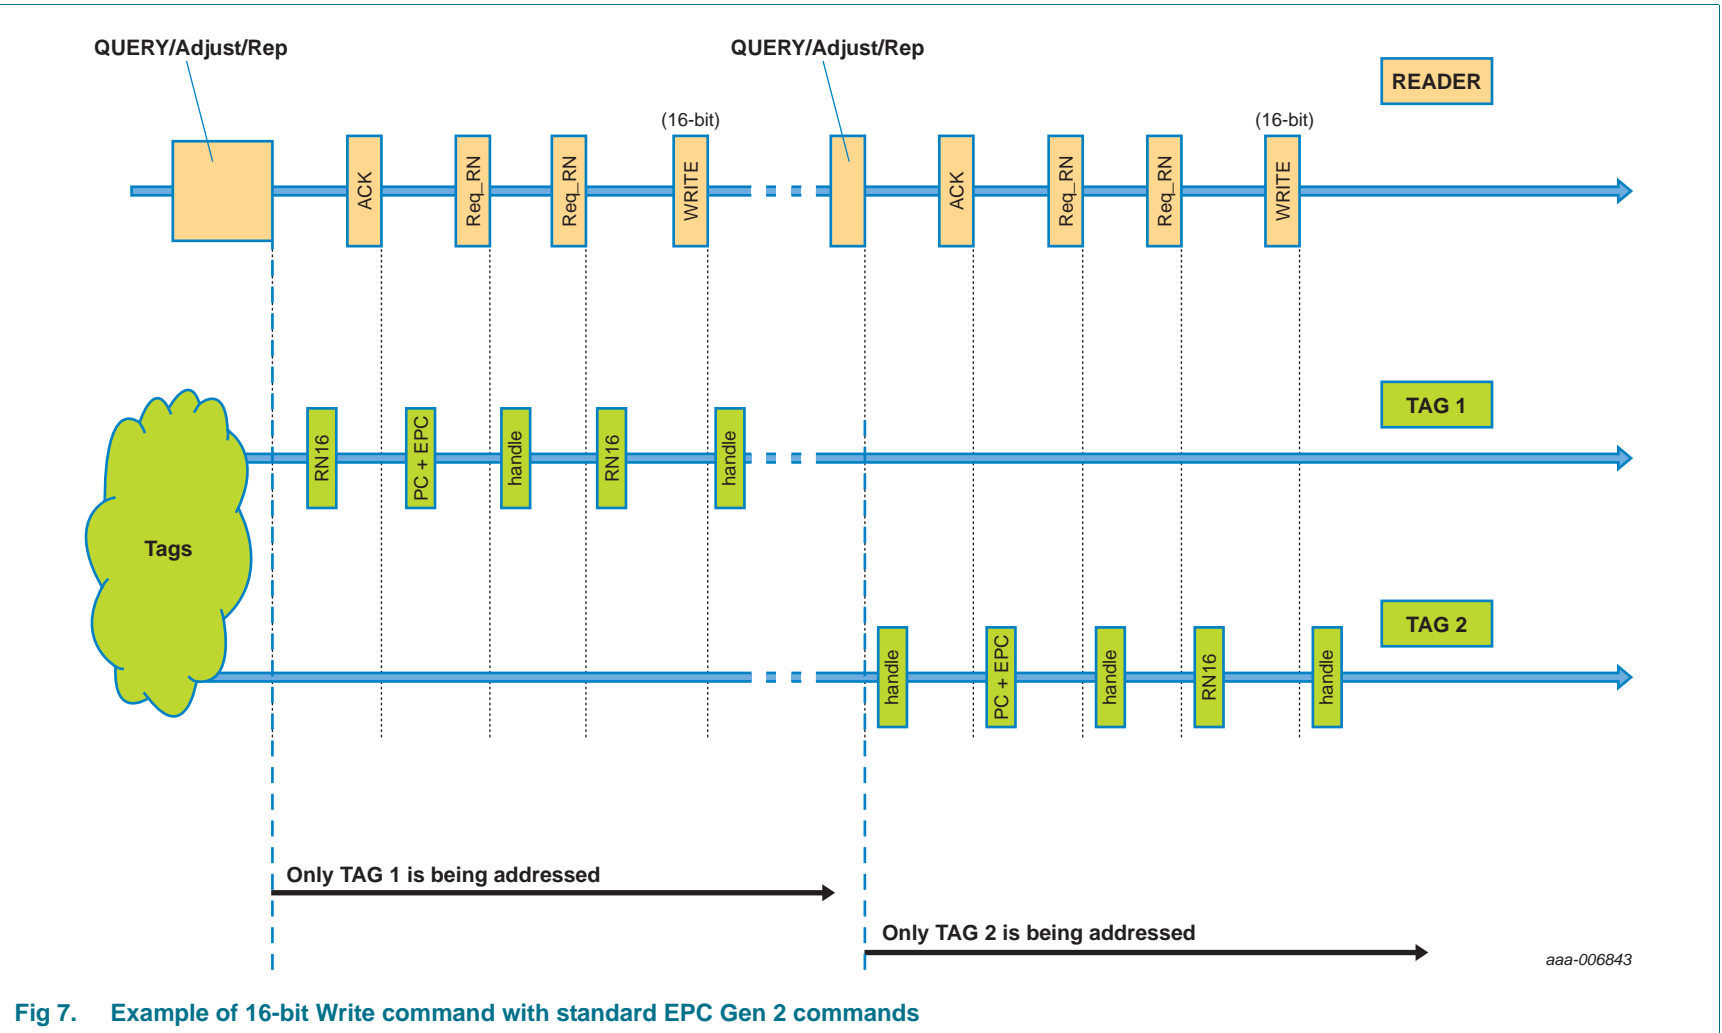 QUERY/Adjust/Rep
QUERY/Adjust/Rep
READER
(16-bit)
(16-bit)
ACK
Req_RN
Req_RN
WRITE
ACK
Req_RN
Req_RN
WRITE
TAG 1
RN16
PC + EPC
handle
RN16
handle
Tags
TAG 2
handle
PC + EPC
handle
RN16
handle
Only TAG 1 is being addressed
Only TAG 2 is being addressed
aaa-006843
Fig 7. Example of 16-bit Write command with standard EPC Gen 2 commands